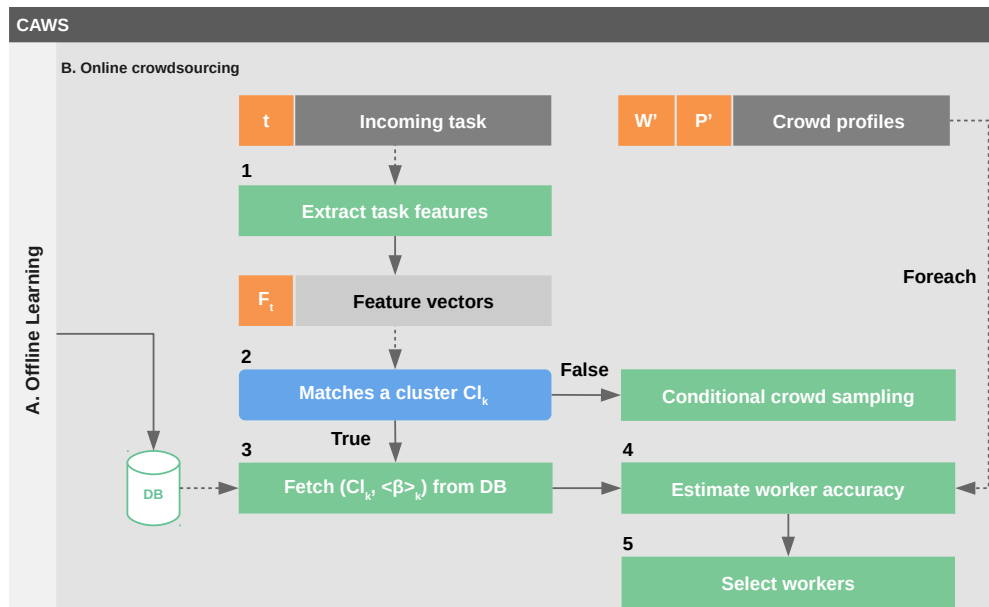 CAWS
A. Offline Learning
B. Online crowdsourcing
t Incoming task
W' P' Crowd profiles
1
Extract task features
Foreach
Fₜ Feature vectors
2
Matches a cluster Clₖ
False
Conditional crowd sampling
True
3
4
DB
Fetch (Clₖ, <β>ₖ) from DB
Estimate worker accuracy
5
Select workers